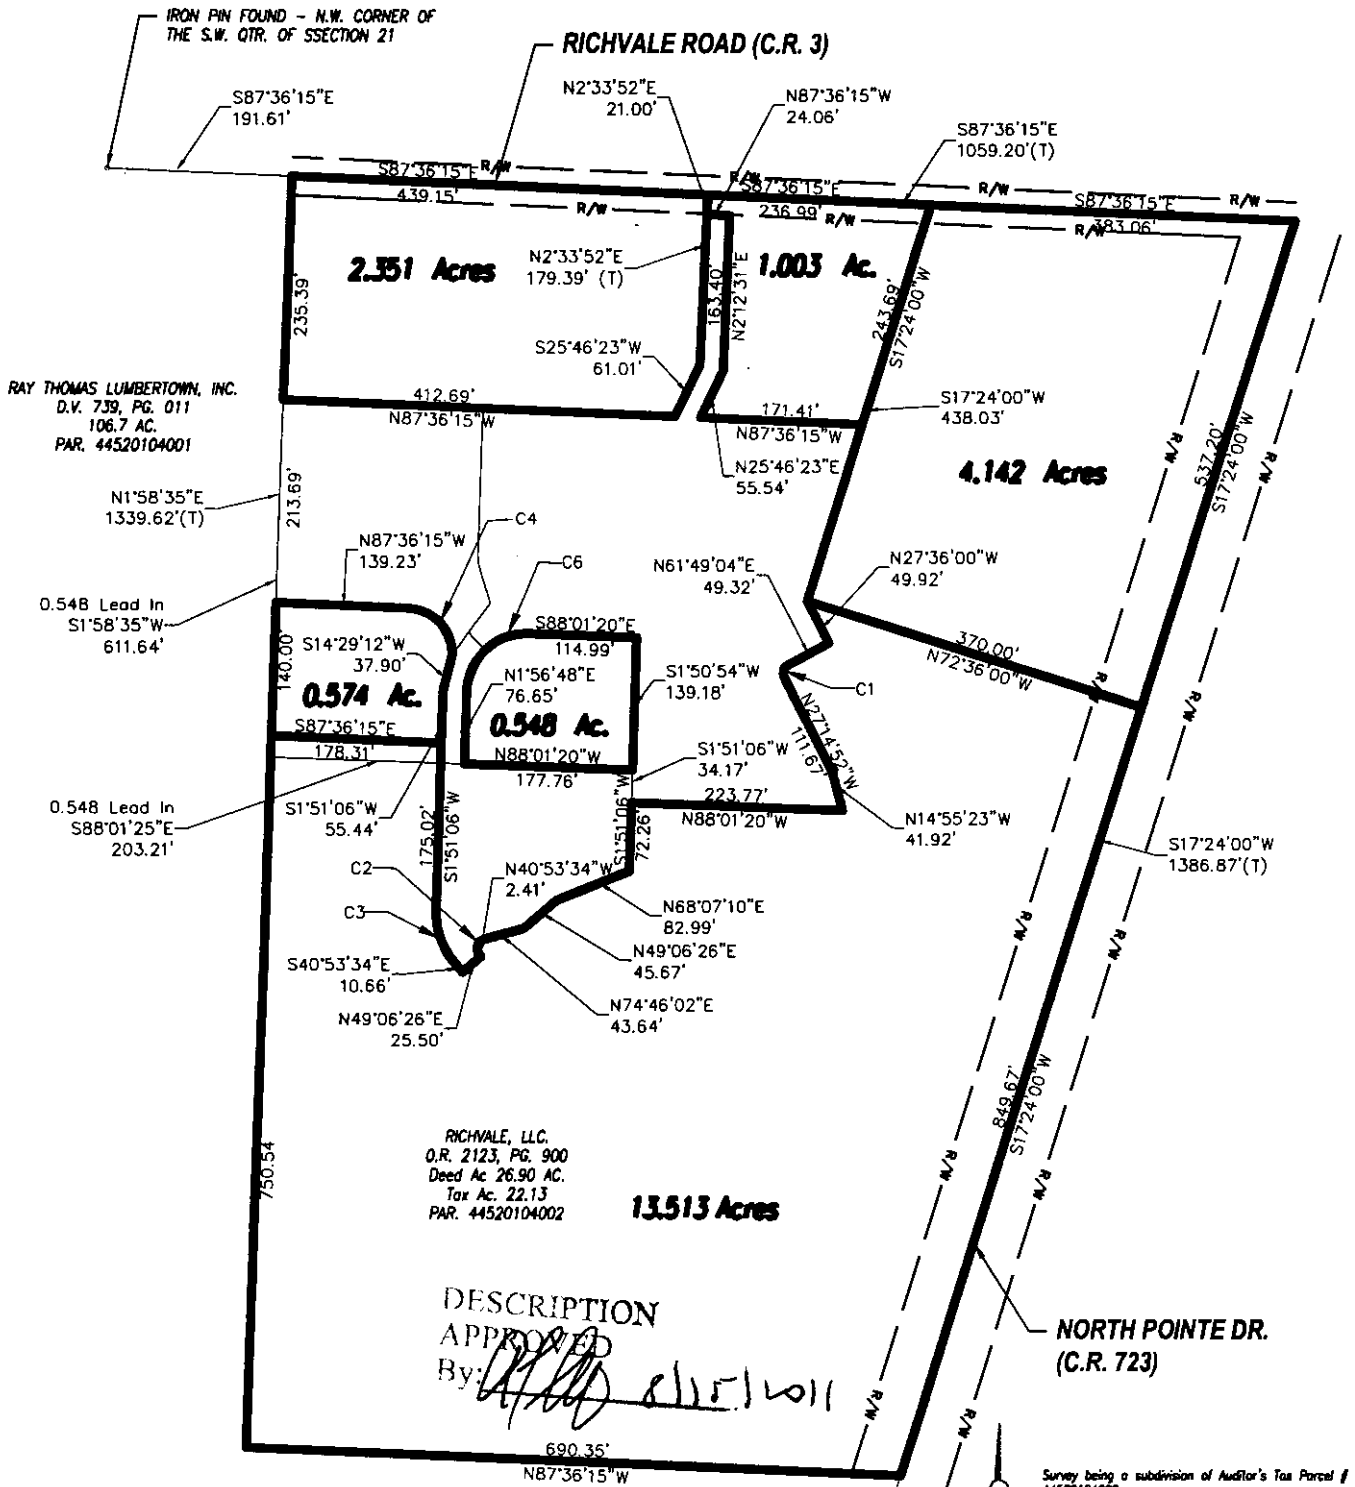 IRON PIN FOUND - N.W. CORNER OF
THE S.W. QTR. OF SSECTION 21
RICHVALE ROAD (C.R. 3)
S87°36'15"E
191.61'
N2°33'52"E
21.00'
N87°36'15"W
24.06'
S87°36'15"E
1059.20'(T)
R/W
R/W
R/W
R/W
S87°36'15"E
439.15'
S87°36'15"E
236.99'
S87°36'15"E
383.06'
R/W
R/W
R/W
2.351 Acres
1.003 Ac.
N2°33'52"E
179.39' (T)
235.39'
163.40'
N2°12'31"E
243.69'
S17°24'00"W
S25°46'23"W
61.01'
RAY THOMAS LUMBERTOWN, INC.
D.V. 739, PG. 011
106.7 AC.
PAR. 44520104001
412.69'
N87°36'15"W
171.41'
N87°36'15"W
S17°24'00"W
438.03'
N25°46'23"E
55.54'
4.142 Acres
537.20'
S17°24'00"W
R/W
R/W
N1°58'35"E
1339.62'(T)
213.69'
C4
N87°36'15"W
139.23'
C6
N61°49'04"E
49.32'
N27°36'00"W
49.92'
0.548 Lead In
S1°58'35"W
611.64'
S14°29'12"W
37.90'
S88°01'20"E
114.99'
370.00'
N72°36'00"W
140.00'
N1°56'48"E
76.65'
S1°50'54"W
139.18'
C1
R/W
R/W
0.574 Ac.
0.548 Ac.
S87°36'15"E
178.31'
N88°01'20"W
177.76'
N27°14'52"W
111.67'
S1°51'06"W
34.17'
0.548 Lead In
S88°01'25"E
203.21'
S1°51'06"W
55.44'
223.77'
N88°01'20"W
N14°55'23"W
41.92'
175.02'
S1°51'06"W
S1°51'06"W
72.26'
S17°24'00"W
1386.87'(T)
C2
N40°53'34"W
2.41'
C3
N68°07'10"E
82.99'
R/W
R/W
S40°53'34"E
10.66'
N49°06'26"E
45.67'
N49°06'26"E
25.50'
N74°46'02"E
43.64'
849.67'
S17°24'00"W
RICHVALE, LLC.
O.R. 2123, PG. 900
Deed Ac 26.90 AC.
Tax Ac. 22.13
PAR. 44520104002
750.54
13.513 Acres
R/W
R/W
DESCRIPTION
APPROVED
By:
8/15/2011
NORTH POINTE DR.
(C.R. 723)
R/W
R/W
690.35'
N87°36'15"W
Survey being a subdivision of Auditor's Tax Parcel #